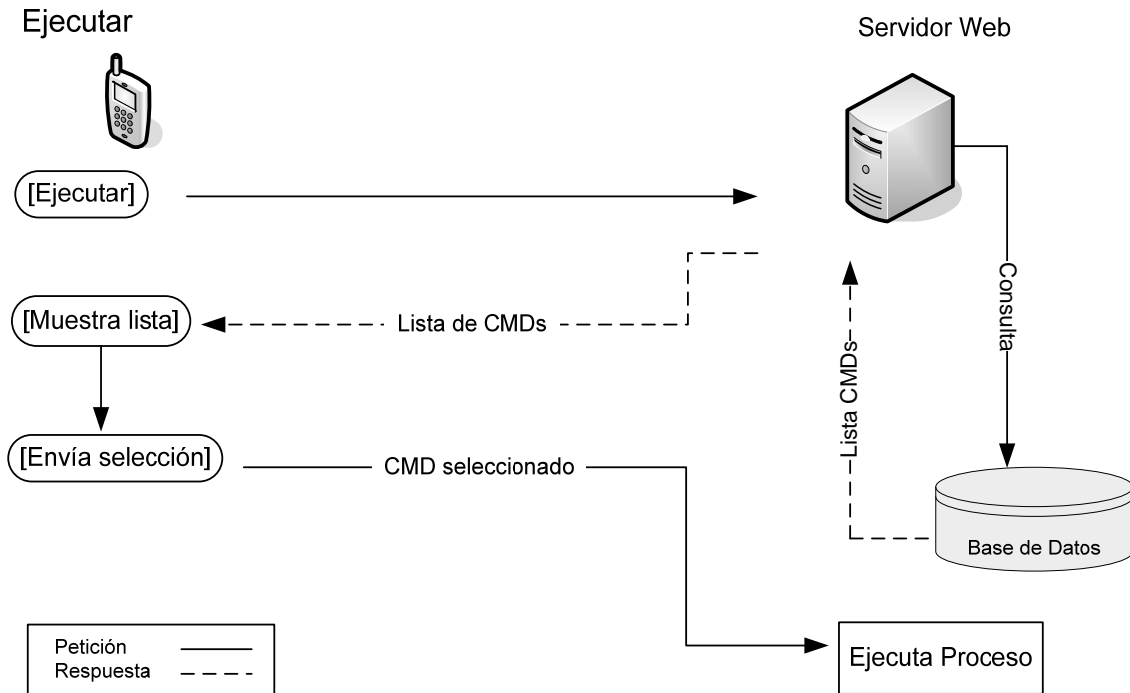 Ejecutar
Servidor Web
[Ejecutar]
Consulta
[Muestra lista]
Lista de CMDs
Lista CMDs
[Envía selección]
CMD seleccionado
Base de Datos
Petición
Respuesta
Ejecuta Proceso